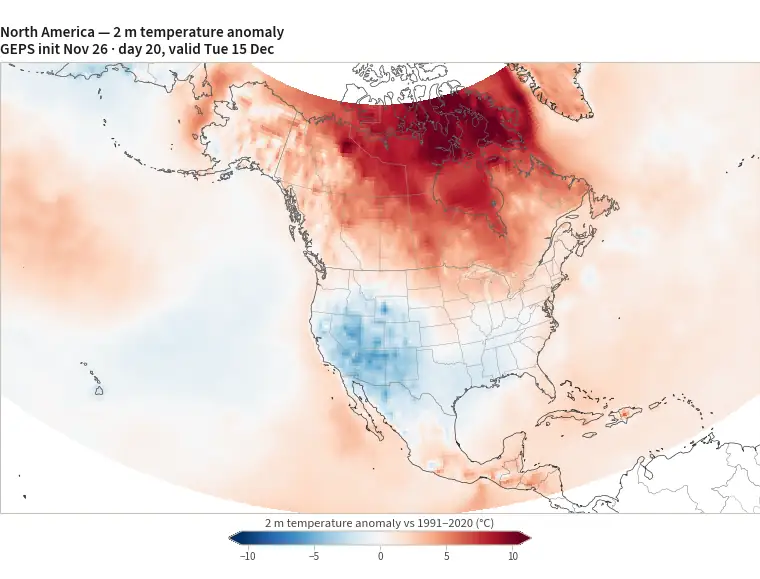 North America — 2 m temperature anomaly
GEPS init Nov 26 · day 20, valid Tue 15 Dec
2 m temperature anomaly vs 1991–2020 (°C)
−10 −5 0 5 10